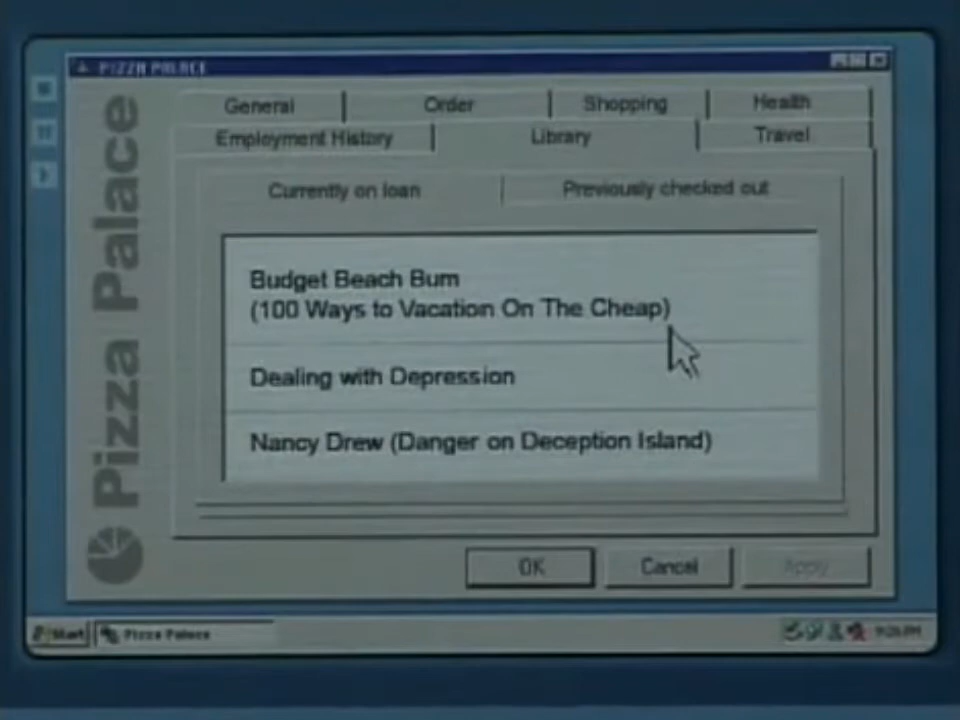 PIZZA PALACE
Pizza Palace
General
Order
Shopping
Health
Employment History
Library
Travel
Currently on loan
Previously checked out
Budget Beach Bum
(100 Ways to Vacation On The Cheap)
Dealing with Depression
Nancy Drew (Danger on Deception Island)
OK
Cancel
Apply
Start
Pizza Palace